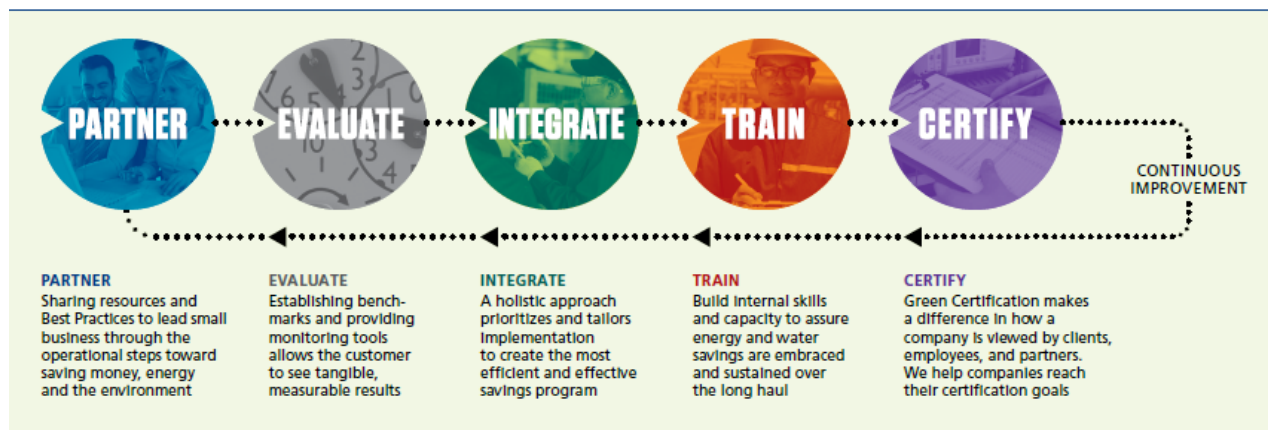 PARTNER
EVALUATE
INTEGRATE
TRAIN
CERTIFY
CONTINUOUS
IMPROVEMENT
PARTNER
Sharing resources and
Best Practices to lead small
business through the
operational steps toward
saving money, energy
and the environment
EVALUATE
Establishing bench-
marks and providing
monitoring tools
allows the customer
to see tangible,
measurable results
INTEGRATE
A holistic approach
prioritizes and tailors
implementation
to create the most
efficient and effective
savings program
TRAIN
Build internal skills
and capacity to assure
energy and water
savings are embraced
and sustained over
the long haul
CERTIFY
Green Certification makes
a difference in how a
company is viewed by clients,
employees, and partners.
We help companies reach
their certification goals